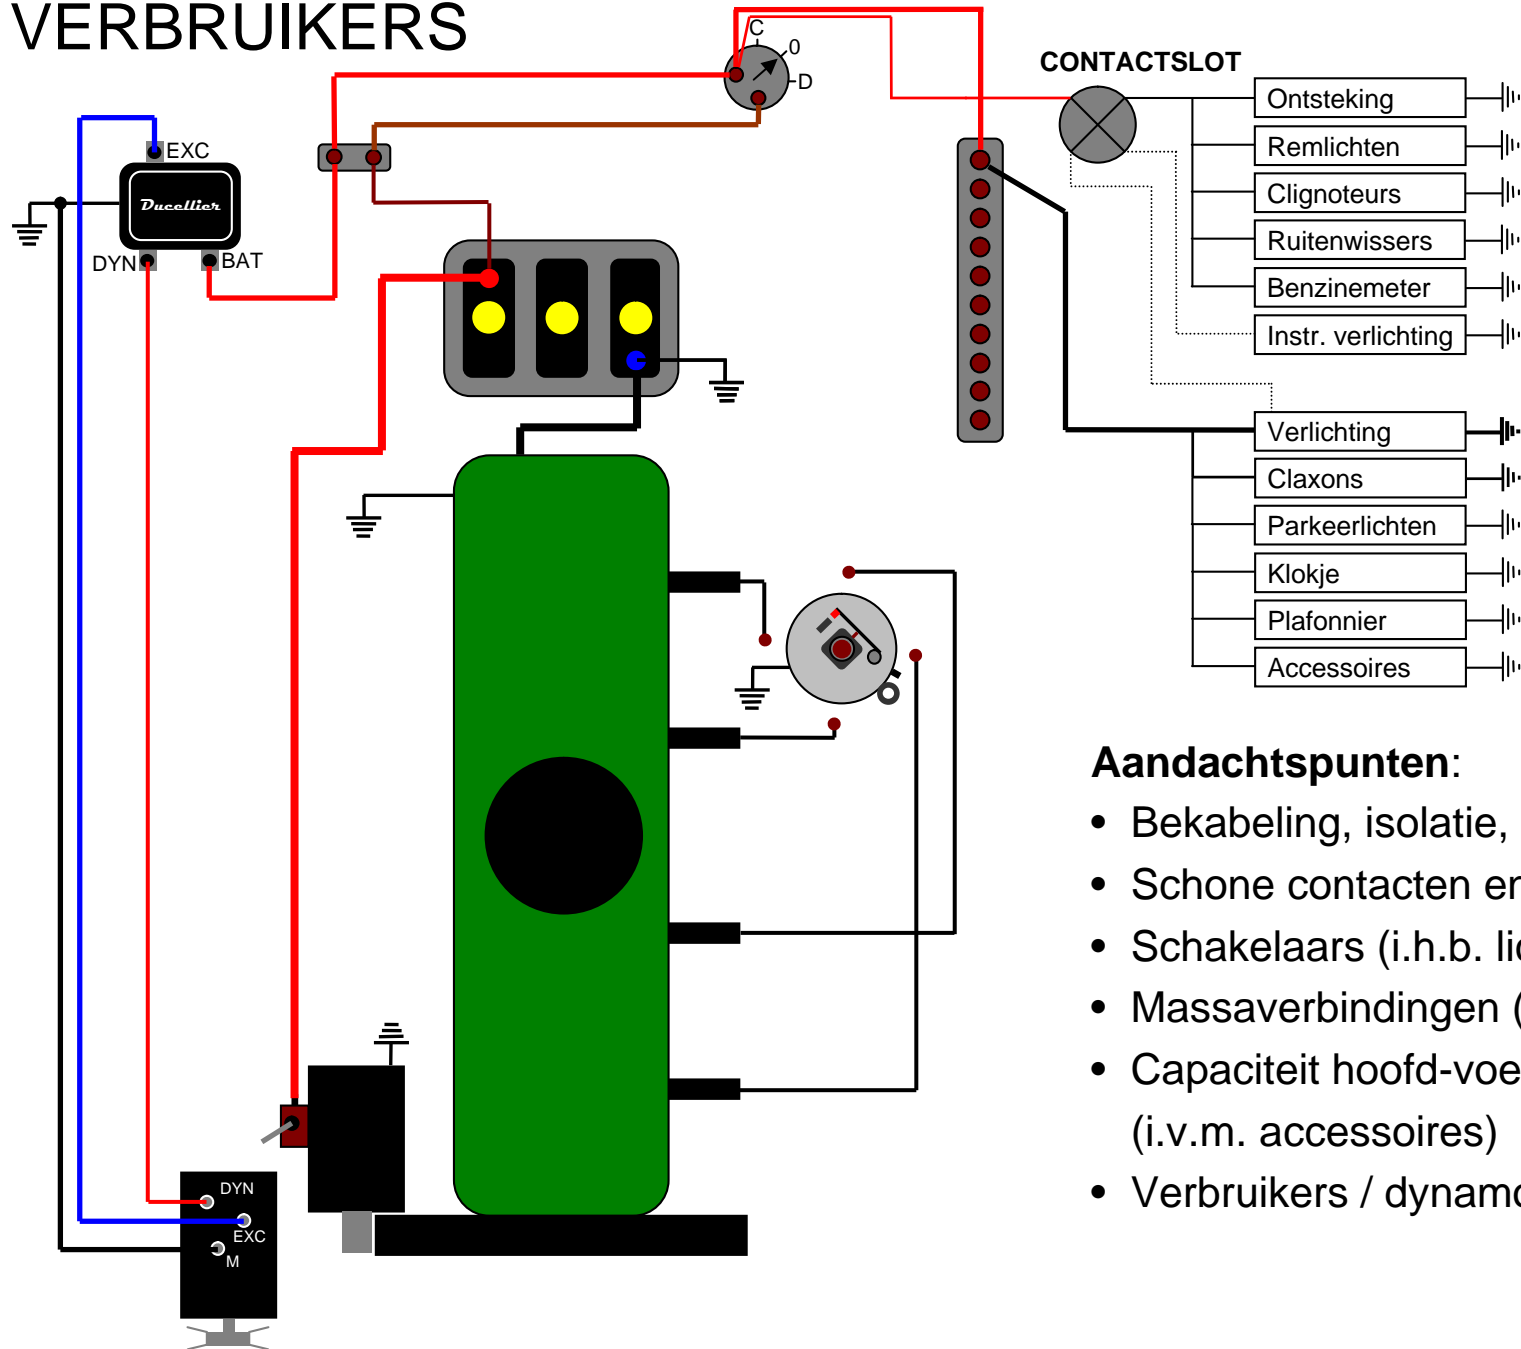 VERBRUIKERS
C
0
D
CONTACTSLOT
EXC
Ducellier
DYN
BAT
Ontsteking
Remlichten
Clignoteurs
Ruitenwissers
Benzinemeter
Instr. verlichting
Verlichting
Claxons
Parkeerlichten
Klokje
Plafonnier
Accessoires
Aandachtspunten:
• Bekabeling, isolatie,
• Schone contacten en
• Schakelaars (i.h.b.
• Massaverbindingen (
• Capaciteit hoofd-voe
(i.v.m. accessoires)
• Verbruikers / dynamo
DYN
EXC
M